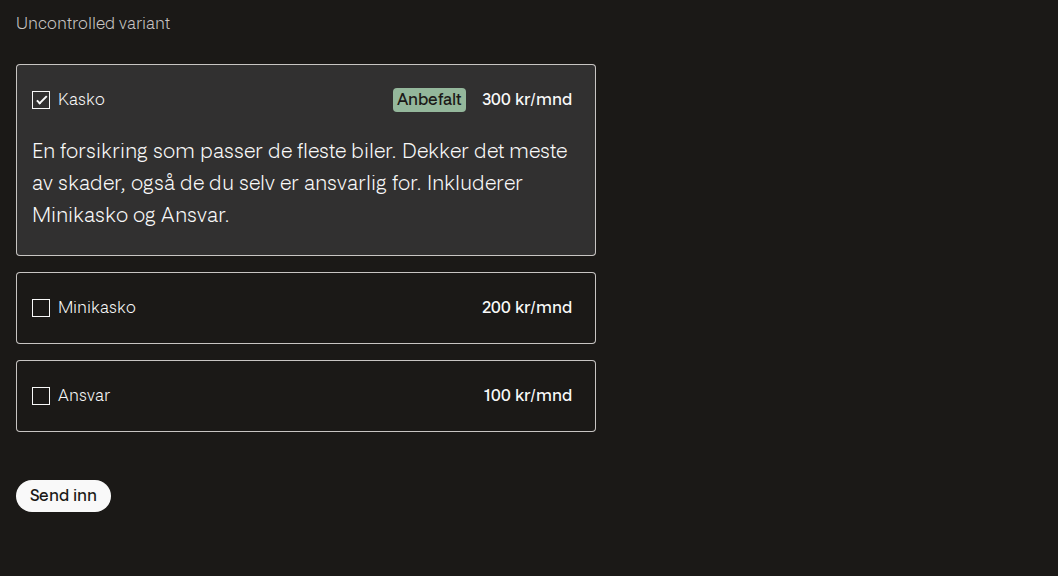 Uncontrolled variant
Kasko Anbefalt 300 kr/mnd
En forsikring som passer de fleste biler. Dekker det meste
av skader, også de du selv er ansvarlig for. Inkluderer
Minikasko og Ansvar.
Minikasko 200 kr/mnd
Ansvar 100 kr/mnd
Send inn